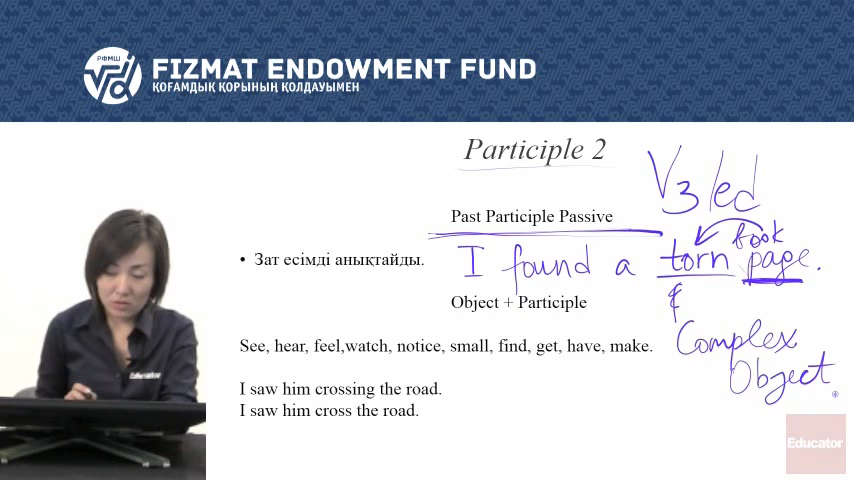 РФМШ
FIZMAT ENDOWMENT FUND
ҚОҒАМДЫҚ ҚОРЫНЫҢ ҚОЛДАУЫМЕН
Participle 2
V3/ed
Past Participle Passive
book
• Зат есімді анықтайды.
I found a torn page.
Object + Participle
Complex
Object
See, hear, feel,watch, notice, small, find, get, have, make.
I saw him crossing the road.
I saw him cross the road.
Educator
Educator